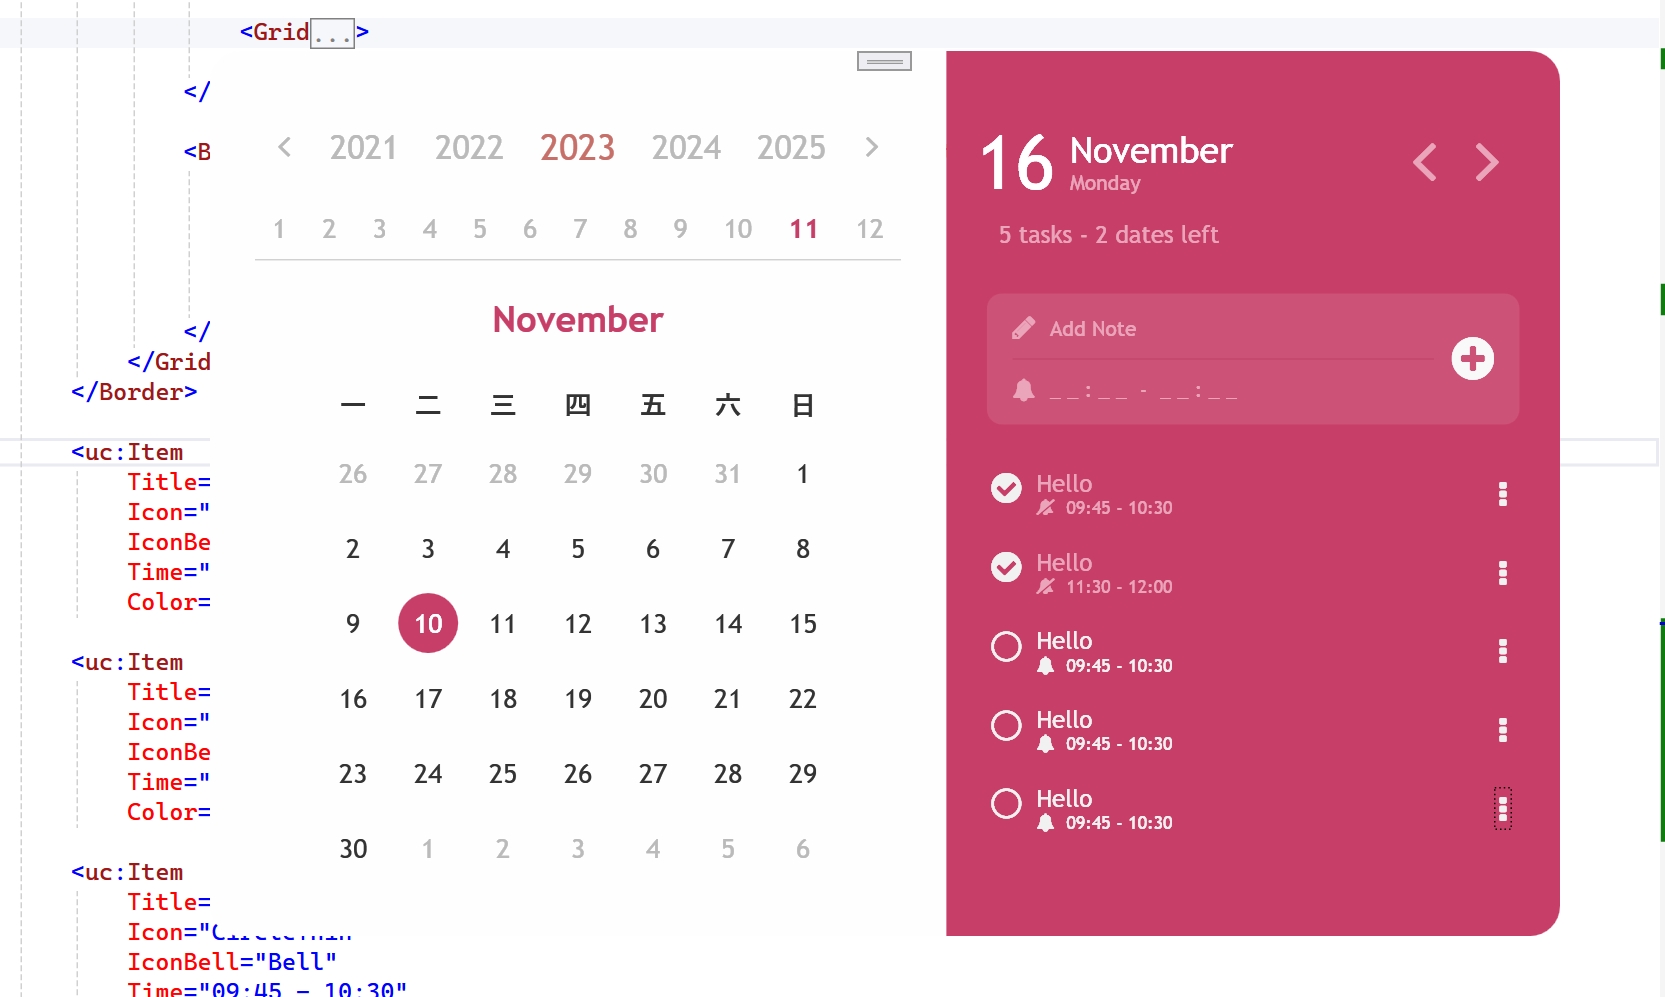 <Grid...>
</
<B
</
</Grid
</Border>
<uc:Item
Title=
Icon="
IconBe
Time="
Color=
<uc:Item
Title=
Icon="
IconBe
Time="
Color=
<uc:Item
Title=
Icon="CircleThin
IconBell="Bell"
Time="09:45 - 10:30"
2021 2022 2023 2024 2025
1 2 3 4 5 6 7 8 9 10 11 12
November
一 二 三 四 五 六 日
26 27 28 29 30 31 1
2 3 4 5 6 7 8
9 10 11 12 13 14 15
16 17 18 19 20 21 22
23 24 25 26 27 28 29
30 1 2 3 4 5 6
16 November
Monday
5 tasks - 2 dates left
Add Note
__:__ - __:__
Hello
09:45 - 10:30
Hello
11:30 - 12:00
Hello
09:45 - 10:30
Hello
09:45 - 10:30
Hello
09:45 - 10:30